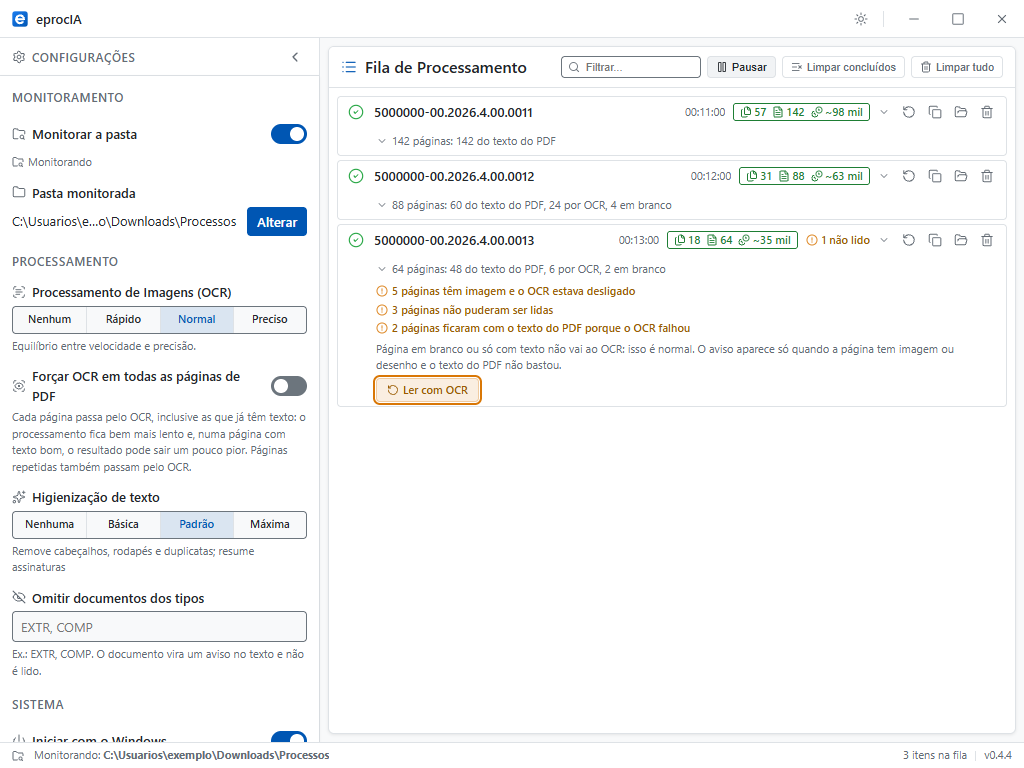 eprocIA
CONFIGURAÇÕES
MONITORAMENTO
Monitorar a pasta
Monitorando
Pasta monitorada
C:\Usuarios\e...o\Downloads\Processos
Alterar
PROCESSAMENTO
Processamento de Imagens (OCR)
Nenhum Rápido Normal Preciso
Equilíbrio entre velocidade e precisão.
Forçar OCR em todas as páginas de
PDF
Cada página passa pelo OCR, inclusive as que já têm texto: o
processamento fica bem mais lento e, numa página com
texto bom, o resultado pode sair um pouco pior. Páginas
repetidas também passam pelo OCR.
Higienização de texto
Nenhuma Básica Padrão Máxima
Remove cabeçalhos, rodapés e duplicatas; resume
assinaturas
Omitir documentos dos tipos
EXTR, COMP
Ex.: EXTR, COMP. O documento vira um aviso no texto e não
é lido.
SISTEMA
Iniciar com o Windows
Fila de Processamento
Filtrar...
Pausar
Limpar concluídos
Limpar tudo
5000000-00.2026.4.00.0011 00:11:00 57 142 ~98 mil
142 páginas: 142 do texto do PDF
5000000-00.2026.4.00.0012 00:12:00 31 88 ~63 mil
88 páginas: 60 do texto do PDF, 24 por OCR, 4 em branco
5000000-00.2026.4.00.0013 00:13:00 18 64 ~35 mil 1 não lido
64 páginas: 48 do texto do PDF, 6 por OCR, 2 em branco
5 páginas têm imagem e o OCR estava desligado
3 páginas não puderam ser lidas
2 páginas ficaram com o texto do PDF porque o OCR falhou
Página em branco ou só com texto não vai ao OCR: isso é normal. O aviso aparece só quando a página tem imagem ou
desenho e o texto do PDF não bastou.
Ler com OCR
Monitorando: C:\Usuarios\exemplo\Downloads\Processos
3 itens na fila
v0.4.4